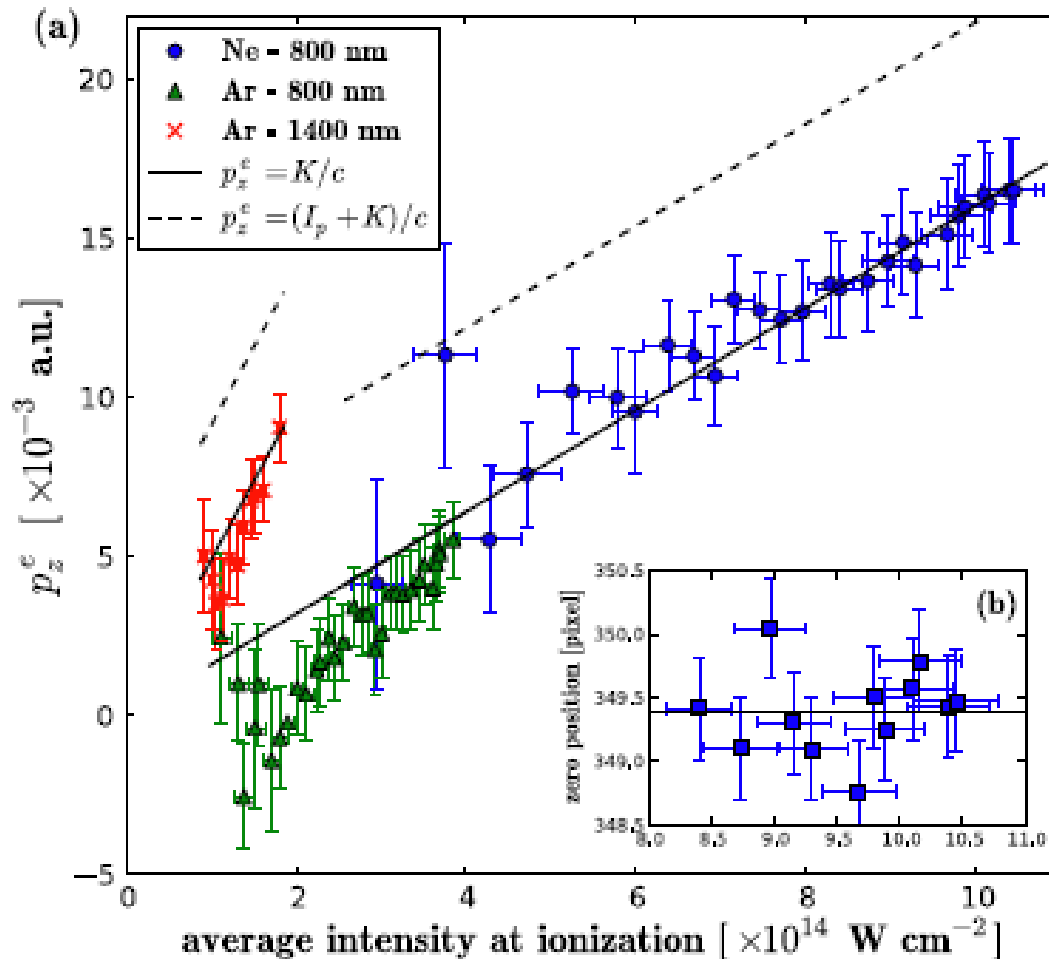 (a)
Ne - 800 nm
Ar - 800 nm
Ar - 1400 nm
p_z^e = K/c
p_z^e = (I_p + K)/c
20
15
10
5
0
−5
p_z^e [ ×10^{−3} a.u.]
0 2 4 6 8 10
average intensity at ionization [ ×10^{14} W cm^{−2}]
(b)
350.5
350.0
349.5
349.0
348.5
zero position [pixel]
8.0 8.5 9.0 9.5 10.0 10.5 11.0